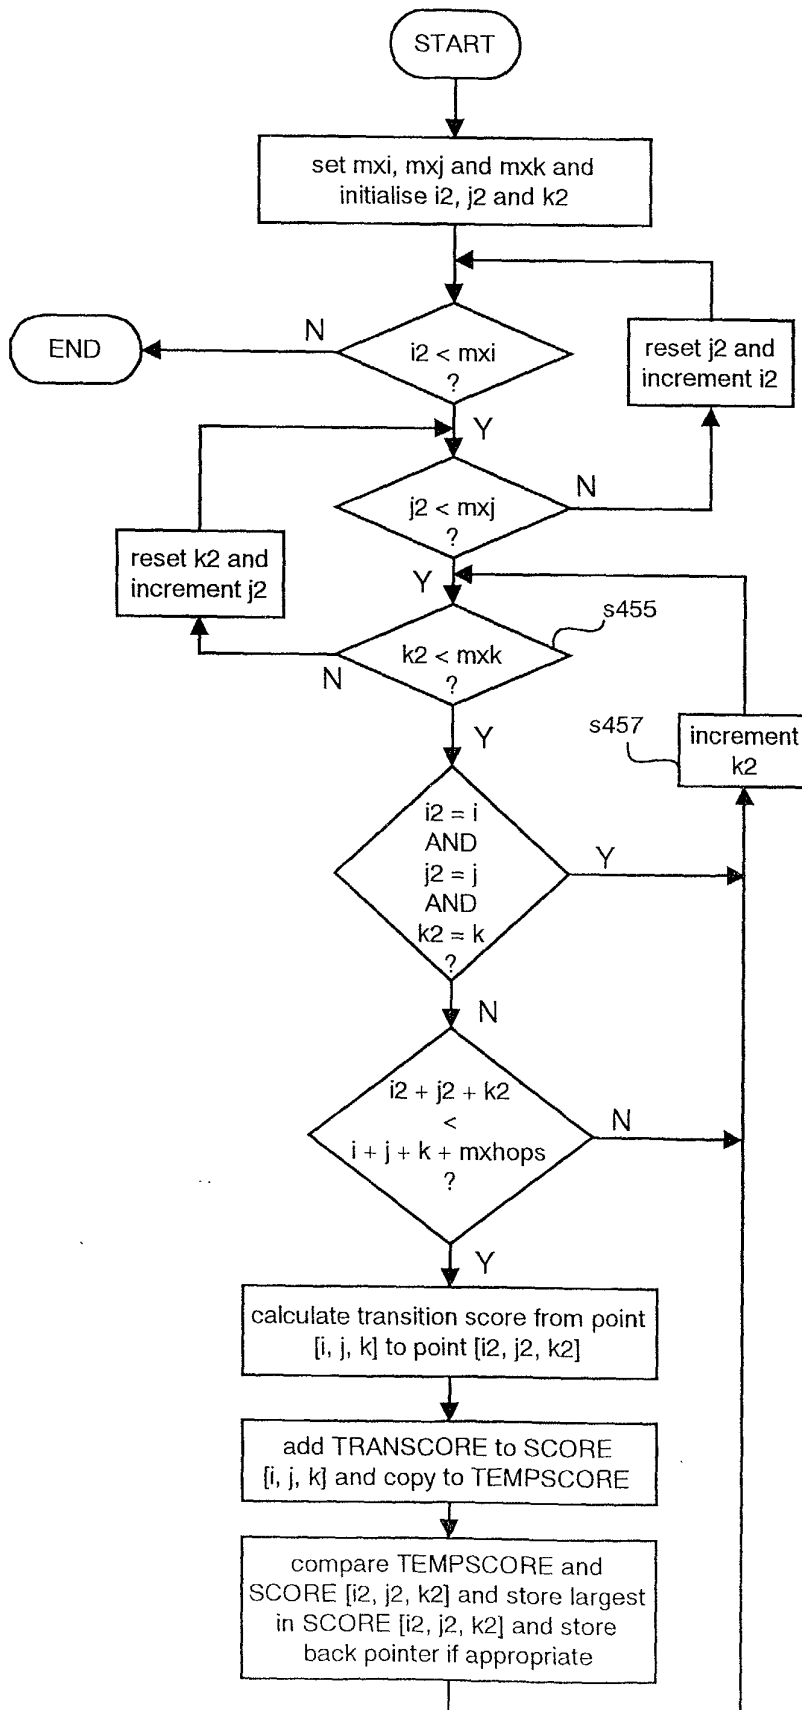 START
set mxi, mxj and mxk and
initialise i2, j2 and k2
END
N
i2 < mxi
?
reset j2 and
increment i2
Y
j2 < mxj
?
N
reset k2 and
increment j2
Y
s455
k2 < mxk
?
N
Y
s457
increment
k2
i2 = i
AND
j2 = j
AND
k2 = k
?
Y
N
i2 + j2 + k2
<
i + j + k + mxhops
?
N
Y
calculate transition score from point
[i, j, k] to point [i2, j2, k2]
add TRANSCORE to SCORE
[i, j, k] and copy to TEMPSCORE
compare TEMPSCORE and
SCORE [i2, j2, k2] and store largest
in SCORE [i2, j2, k2] and store
back pointer if appropriate